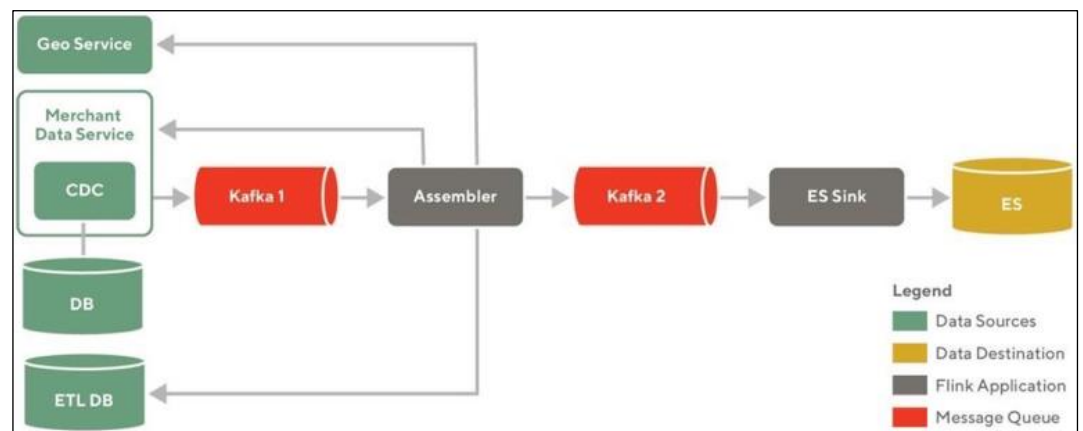 Geo Service
Merchant
Data Service
CDC
Kafka 1
Assembler
Kafka 2
ES Sink
ES
DB
ETL DB
Legend
Data Sources
Data Destination
Flink Application
Message Queue